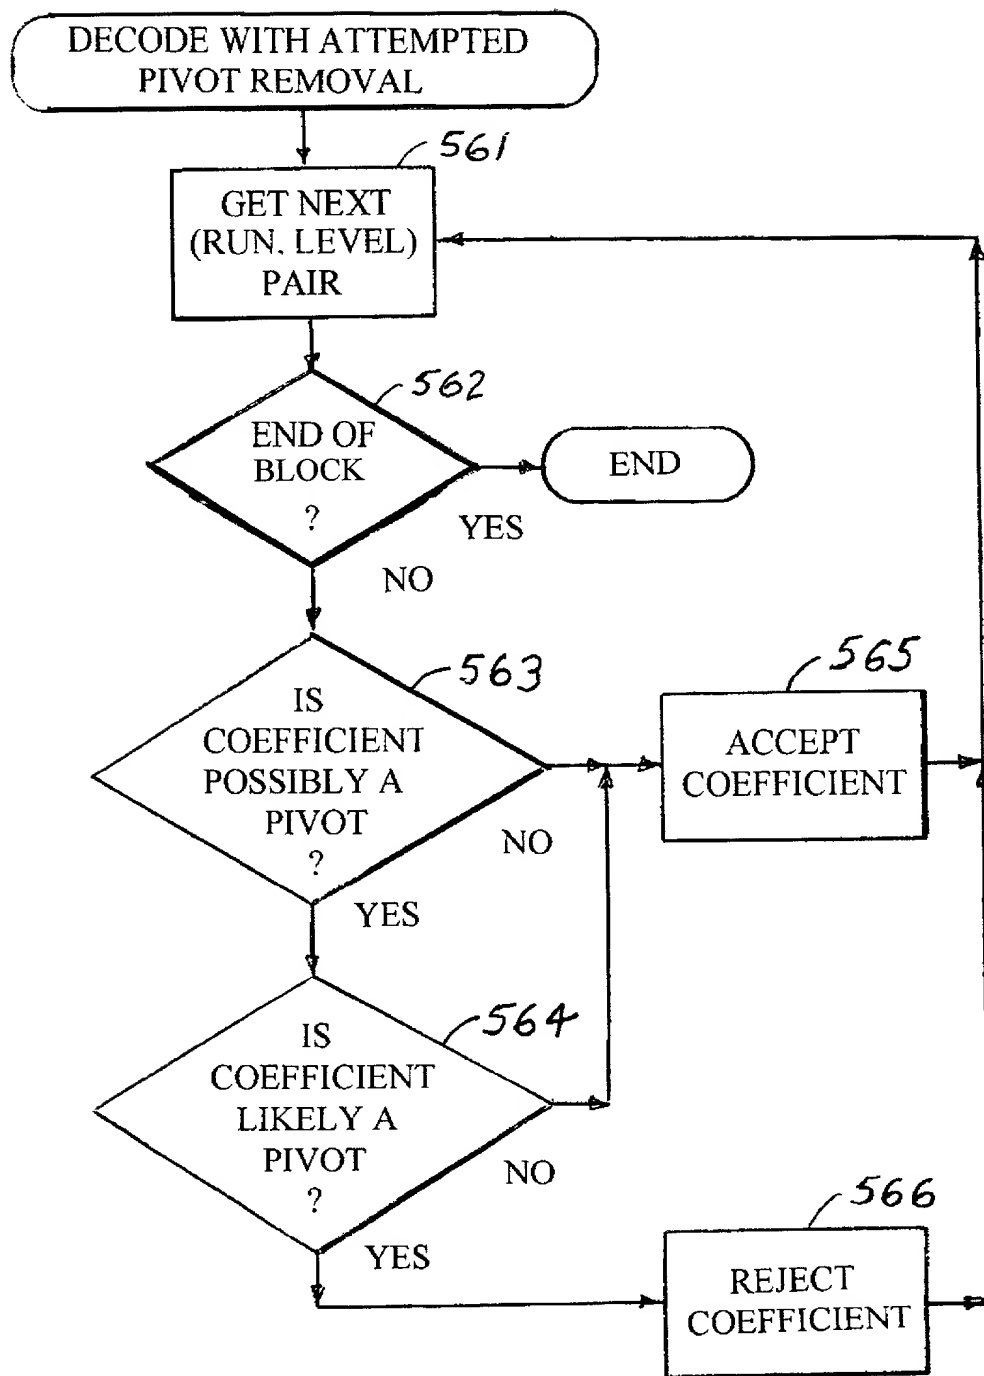 DECODE WITH ATTEMPTED
PIVOT REMOVAL
561
GET NEXT
(RUN. LEVEL)
PAIR
562
END OF
BLOCK
?
YES
END
NO
563
IS
COEFFICIENT
POSSIBLY A
PIVOT
?
NO
YES
565
ACCEPT
COEFFICIENT
564
IS
COEFFICIENT
LIKELY A
PIVOT
?
NO
YES
566
REJECT
COEFFICIENT